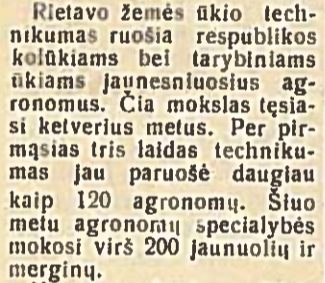 Rietavo žemės ūkio tech-
nikumas ruošia respublikos
kolūkiams bei tarybiniams
ūkiams jaunesniuosius ag-
ronomus. Čia mokslas tęsia-
si ketverius metus. Per pir-
mąsias tris laidas techniku-
mas jau paruošė daugiau
kaip 120 agronomų. Šiuo
metu agronomų specialybės
mokosi virš 200 jaunuolių ir
merginų.